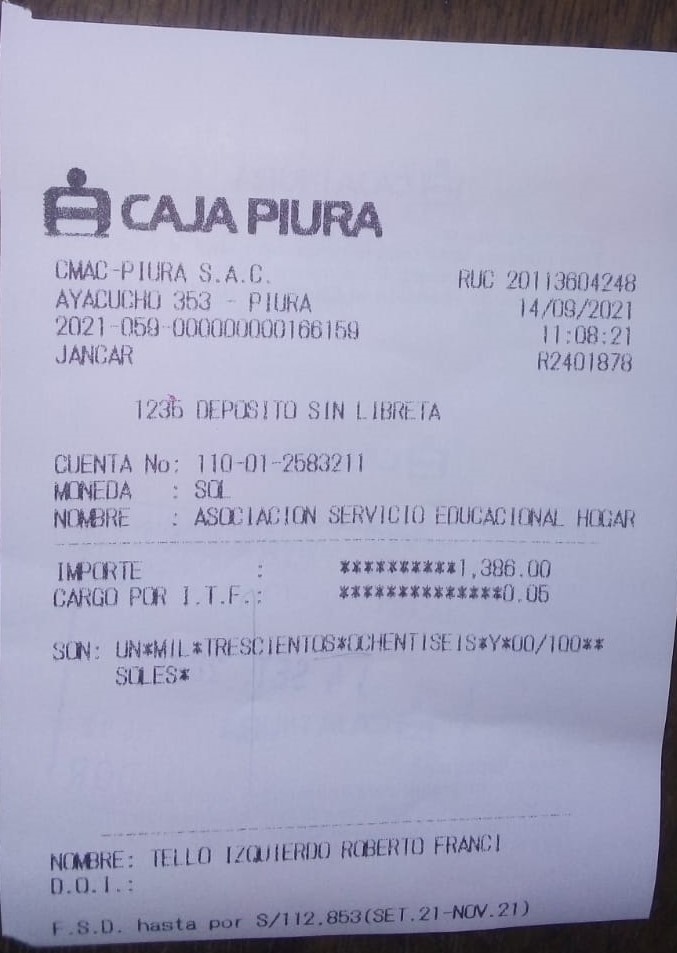 CAJA PIURA
CMAC-PIURA S.A.C. RUC 20113604248
AYACUCHO 353 - PIURA 14/09/2021
2021-059-000000000166159 11:08:21
JANCAR R2401878
1235 DEPOSITO SIN LIBRETA
CUENTA No: 110-01-2583211
MONEDA : SOL
NOMBRE : ASOCIACION SERVICIO EDUCACIONAL HOGAR
IMPORTE : **********1,386.00
CARGO POR I.T.F.: **************0.05
SON: UN*MIL*TRESCIENTOS*OCHENTISEIS*Y*00/100**
SOLES*
NOMBRE: TELLO IZQUIERDO ROBERTO FRANCI
D.O.I.:
F.S.D. hasta por S/112.853(SET.21-NOV.21)